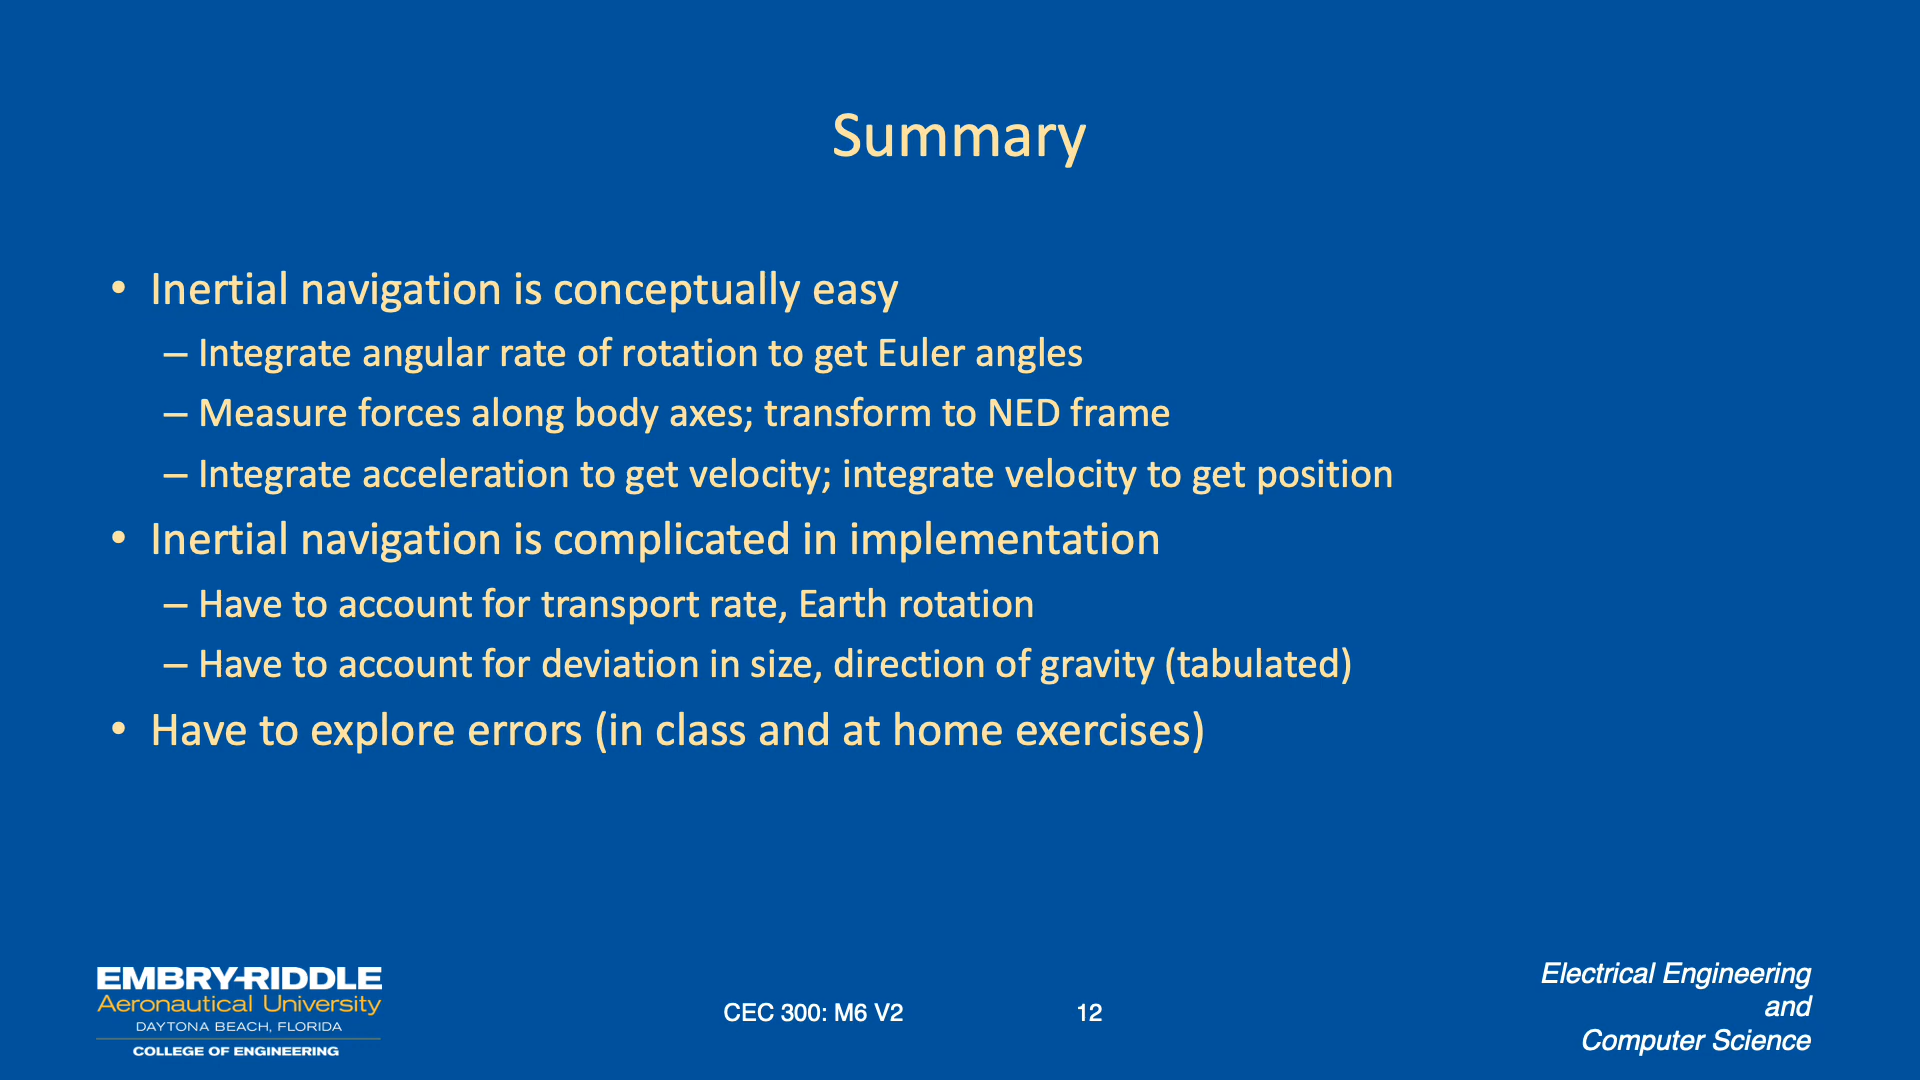 Summary
• Inertial navigation is conceptually easy
– Integrate angular rate of rotation to get Euler angles
– Measure forces along body axes; transform to NED frame
– Integrate acceleration to get velocity; integrate velocity to get position
• Inertial navigation is complicated in implementation
– Have to account for transport rate, Earth rotation
– Have to account for deviation in size, direction of gravity (tabulated)
• Have to explore errors (in class and at home exercises)
EMBRY-RIDDLE
Aeronautical University
DAYTONA BEACH, FLORIDA
COLLEGE OF ENGINEERING
CEC 300: M6 V2
12
Electrical Engineering
and
Computer Science